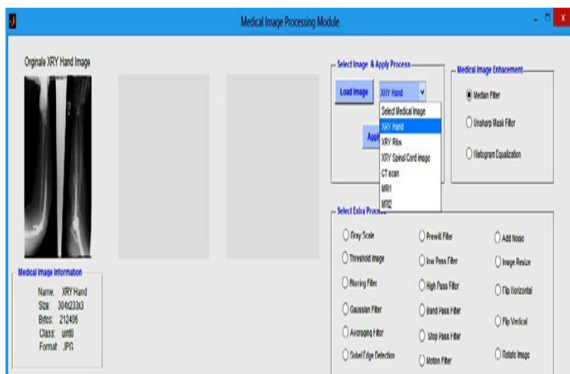 Medical Image Processing Module
Orginale XRY Hand Image
Select Image & Apply Process
Load Image
XRY Hand
Select Medical Image
XRY Hand
XRY Ribs
XRY Spinal Cord image
CT scan
MRI1
MRI2
Medical Image Enhacement
Median Filter
Unsharp Mask Filter
Histogram Equalization
Medical Image Information
Name: XRY Hand
Size: 304x233x3
Bytes: 212496
Class: uint8
Format: JPG
Select Extra Process
Gray Scale
Threshold Image
Blurring Filter
Gaussian Filter
Averaging Filter
Sobel Edge Detection
Prewitt Filter
low Pass Filter
High Pass Filter
Band Pass Filter
Stop Pass Filter
Motion Filter
Add Noise
Image Resize
Flip Horizontal
Flip Vertical
Rotate Image